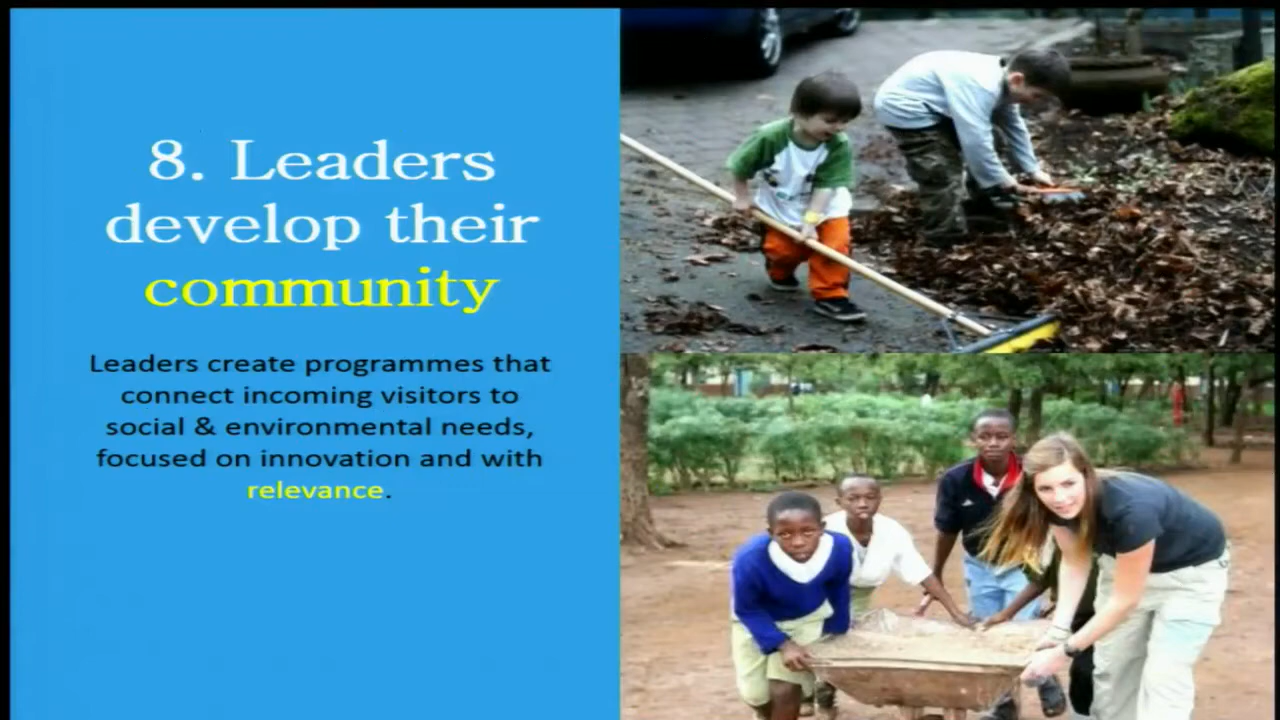 8. Leaders
develop their
community
Leaders create programmes that
connect incoming visitors to
social & environmental needs,
focused on innovation and with
relevance.